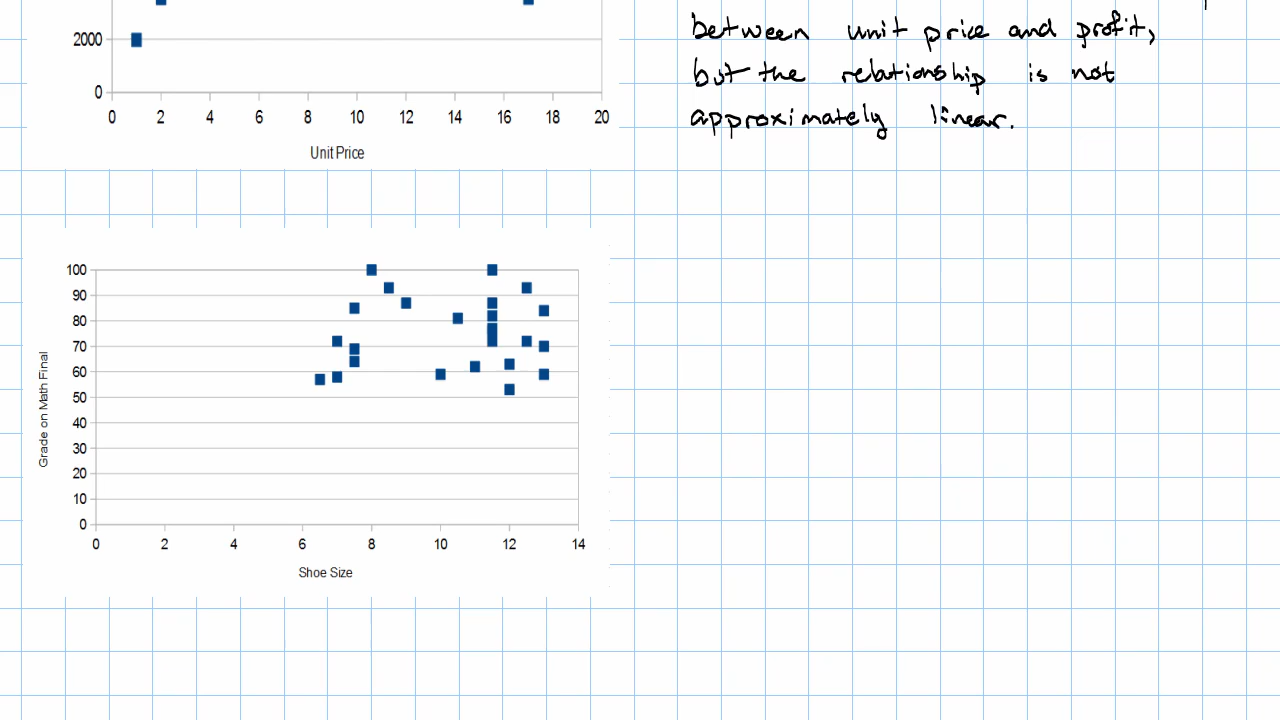 2000
0
0 2 4 6 8 10 12 14 16 18 20
Unit Price
between unit price and profit,
but the relationship is not
approximately linear.
100
90
80
70
60
50
40
30
20
10
0
0 2 4 6 8 10 12 14
Grade on Math Final
Shoe Size